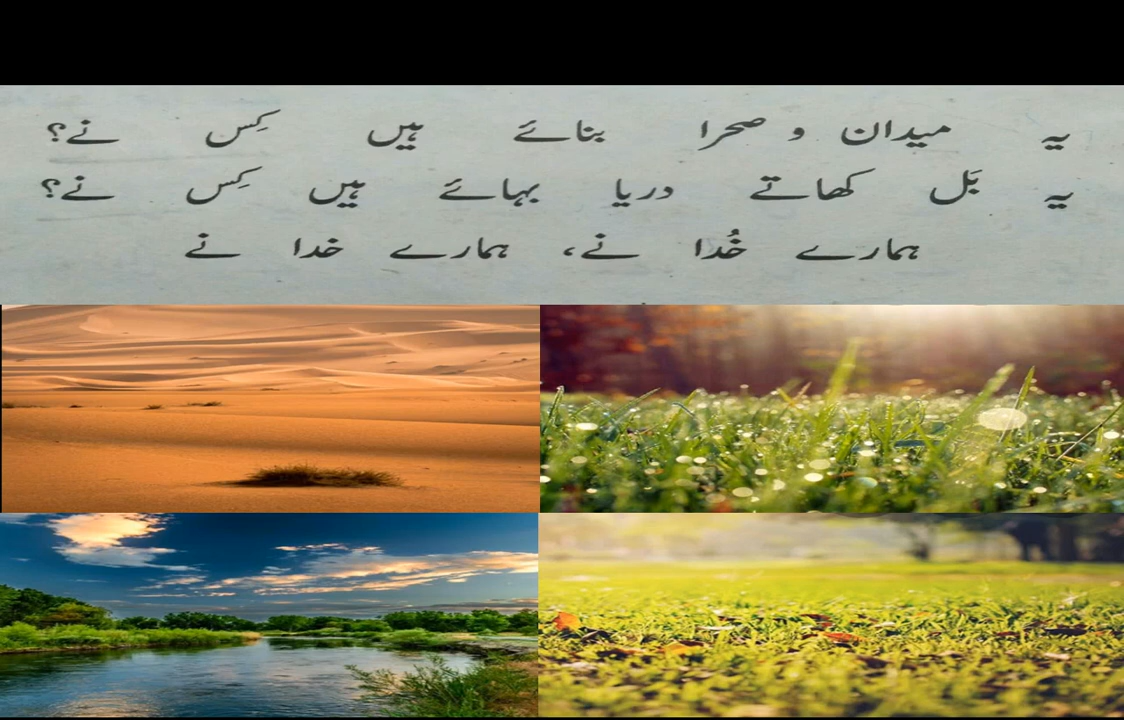 یہ میدان و صحرا بنائے ہیں کِس نے؟
یہ بَل کھاتے دریا بہائے ہیں کِس نے؟
ہمارے خُدا نے، ہمارے خدا نے